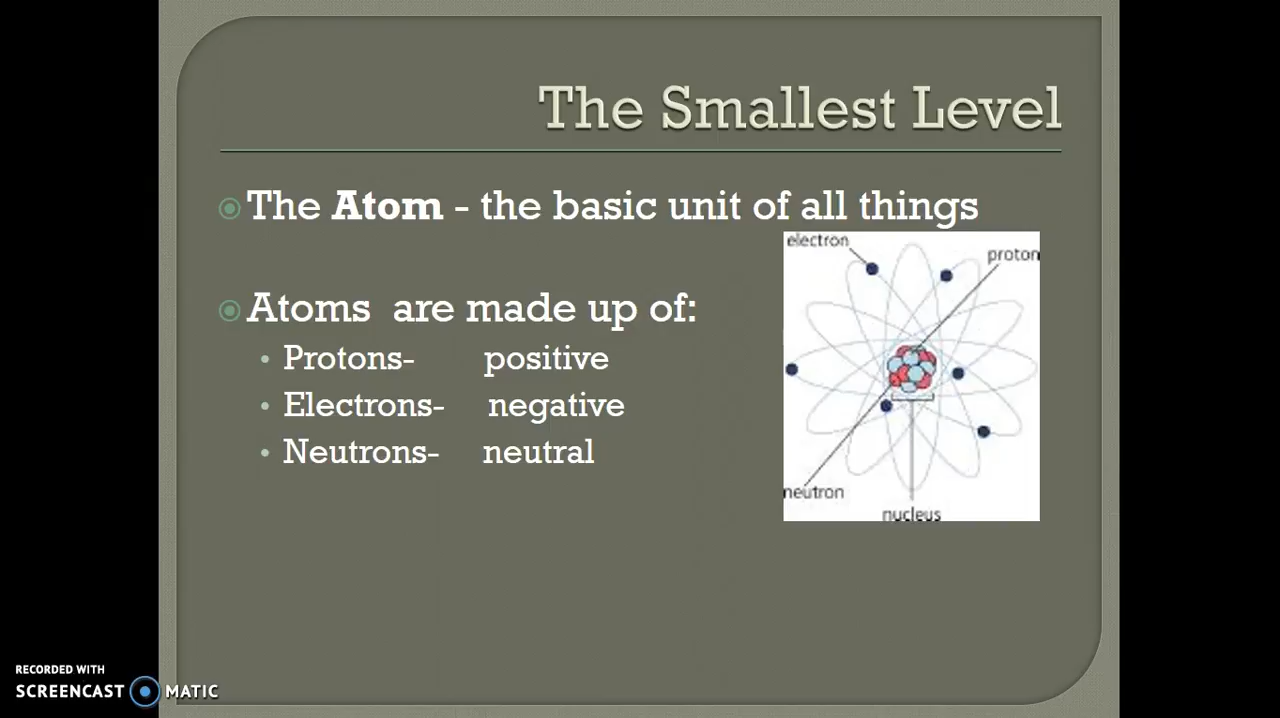 The Smallest Level
The Atom - the basic unit of all things
Atoms are made up of:
Protons- positive
Electrons- negative
Neutrons- neutral
electron
proton
neutron
nucleus
RECORDED WITH
SCREENCAST MATIC